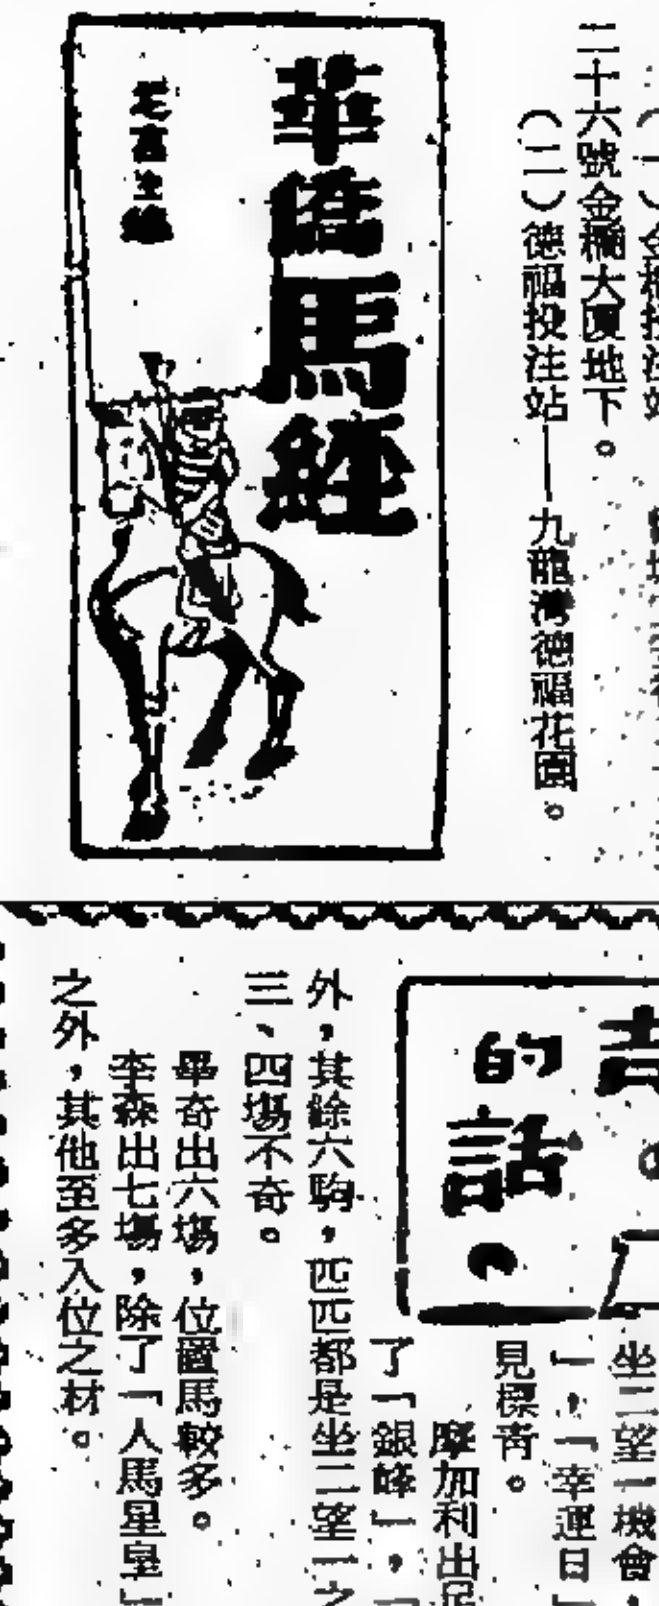 二十六號金欄大厦地下。
（二）德福投注站——九龍灣德福花園。
華僑馬經
的話
坐二望一機會，
」，「幸運日」
見標青。
摩加利出足
了「銀峰」，「
外，其餘六駒，匹匹都是坐二望一之
三、四場不奇。
畢奇出六場，位置馬較多。
李森出七場，除了「人馬星皇」
之外，其他至多入位之材。